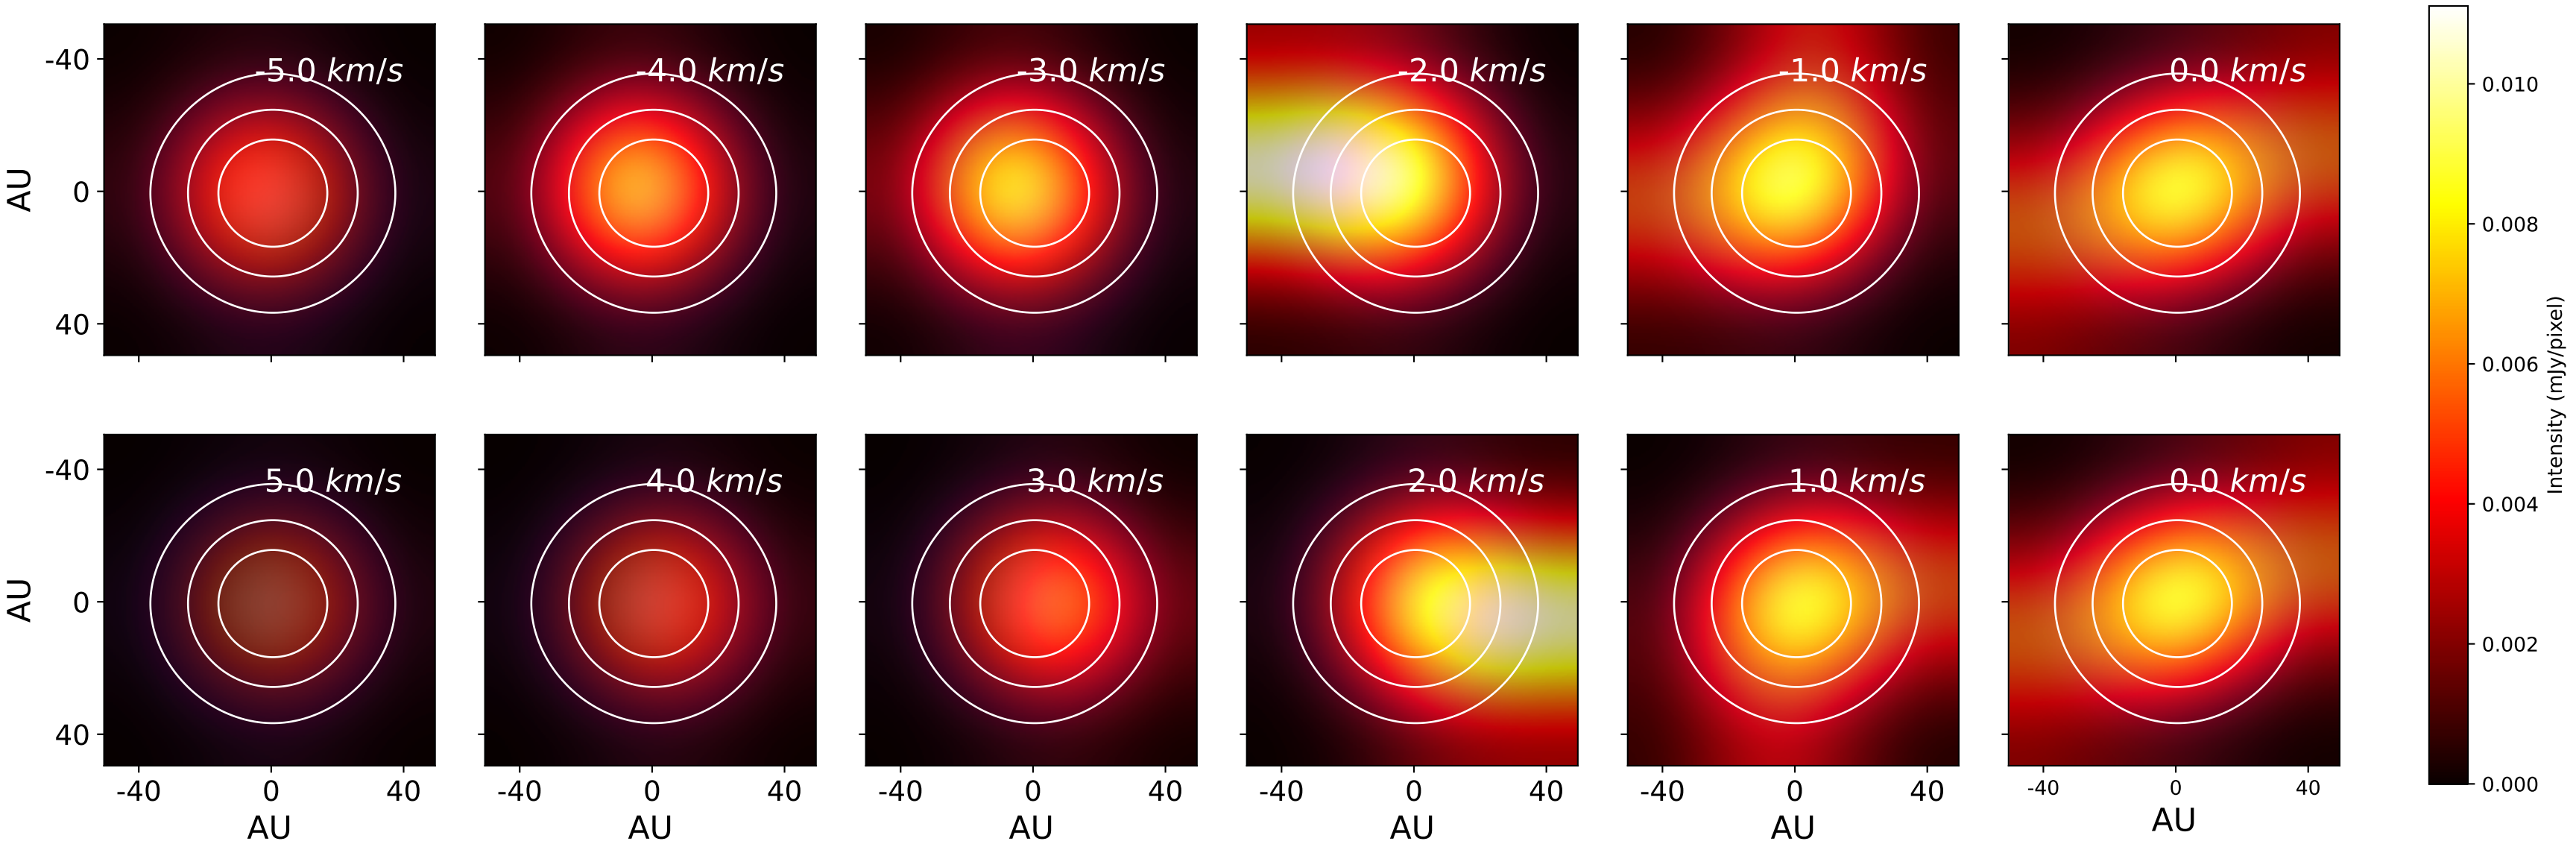 -5.0 km/s
-4.0 km/s
-3.0 km/s
-2.0 km/s
-1.0 km/s
0.0 km/s
-40
0
40
AU
5.0 km/s
4.0 km/s
3.0 km/s
2.0 km/s
1.0 km/s
0.0 km/s
-40
0
40
AU
-40 0 40
-40 0 40
-40 0 40
-40 0 40
-40 0 40
-40 0 40
AU
AU
AU
AU
AU
AU
0.010
0.008
0.006
0.004
0.002
0.000
Intensity (mJy/pixel)